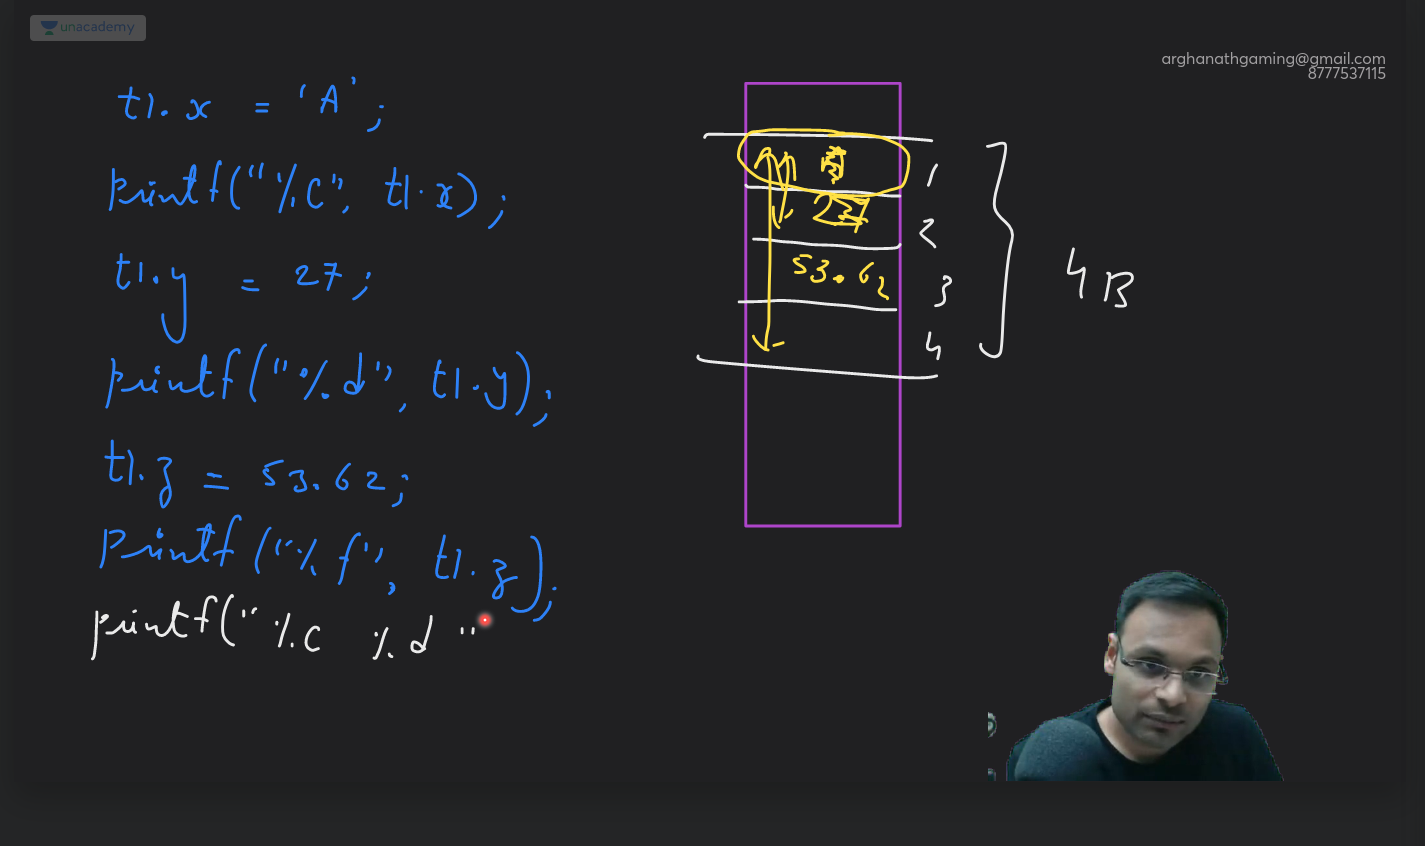 unacademy
arghanathgaming@gmail.com
8777537115
t1.x = 'A';
printf("%c", t1.x);
t1.y = 27;
printf("%d", t1.y);
t1.z = 53.62;
printf("%f", t1.z);
printf("%c %d"
1
2
53.62
3
4
4B